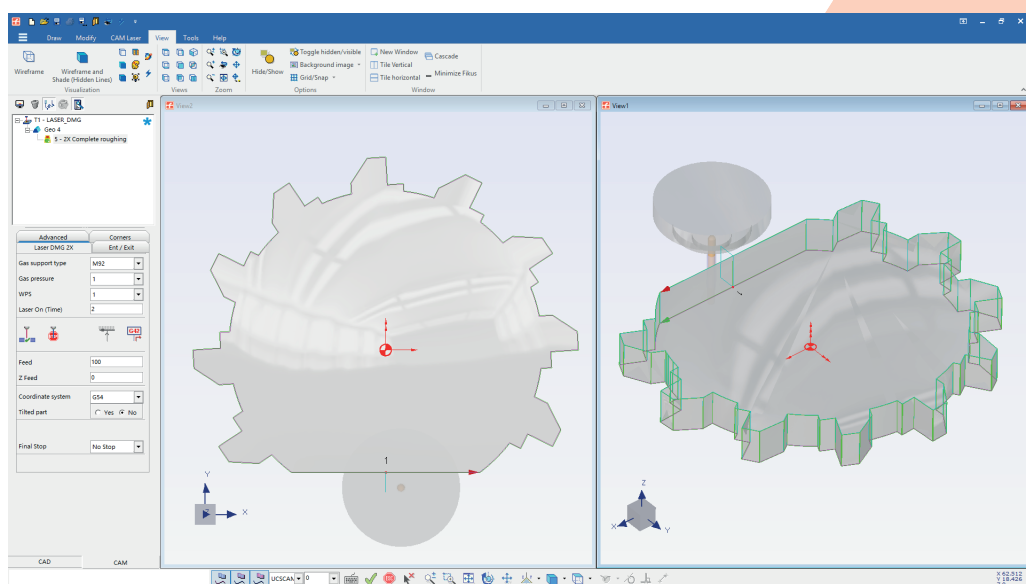 Draw Modify CAM Laser View Tools Help
Wireframe
Wireframe and
Shade (Hidden Lines)
Visualization
Views
Zoom
Hide/Show
Toggle hidden/visible
Background image
Grid/Snap
Options
New Window
Tile Vertical
Tile horizontal
Cascade
Minimize Fikus
Window
T1 - LASER_DMG
Geo 4
5 - 2X Complete roughing
Advanced Corners
Laser DMG 2X Ent / Exit
Gas support type M92
Gas pressure 1
WPS 1
Laser On (Time) 2
G42
Feed 100
Z Feed 0
Coordinate system G54
Tilted part Yes No
Final Stop No Stop
CAD CAM
View2
1
Y
Z
X
View1
Z
X
Y
UCSCAN 0
X 62.312
Y 18.425